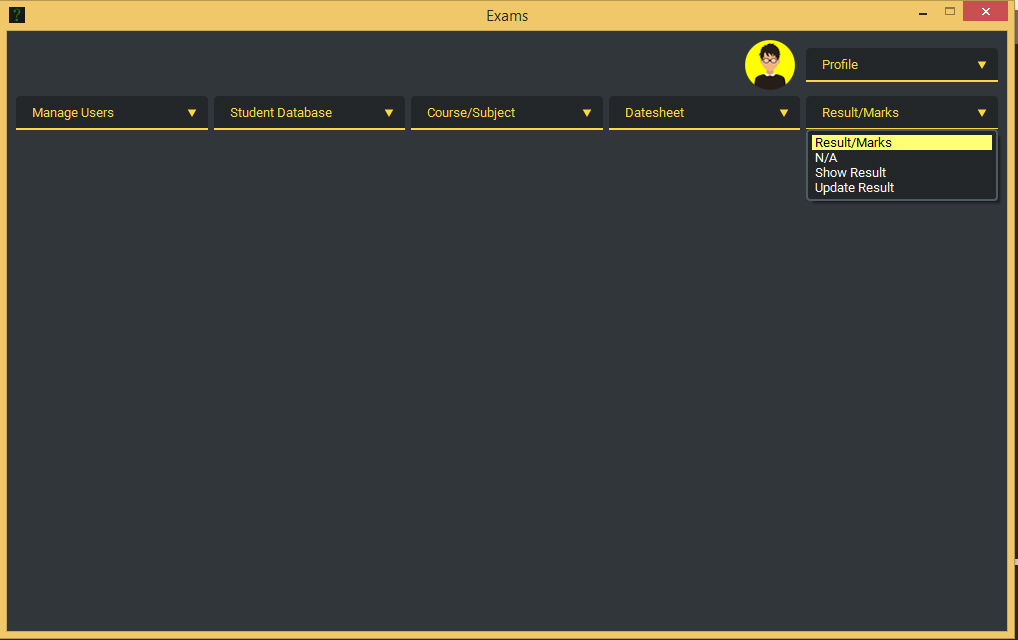 Exams
Profile
Manage Users
Student Database
Course/Subject
Datesheet
Result/Marks
Result/Marks
N/A
Show Result
Update Result